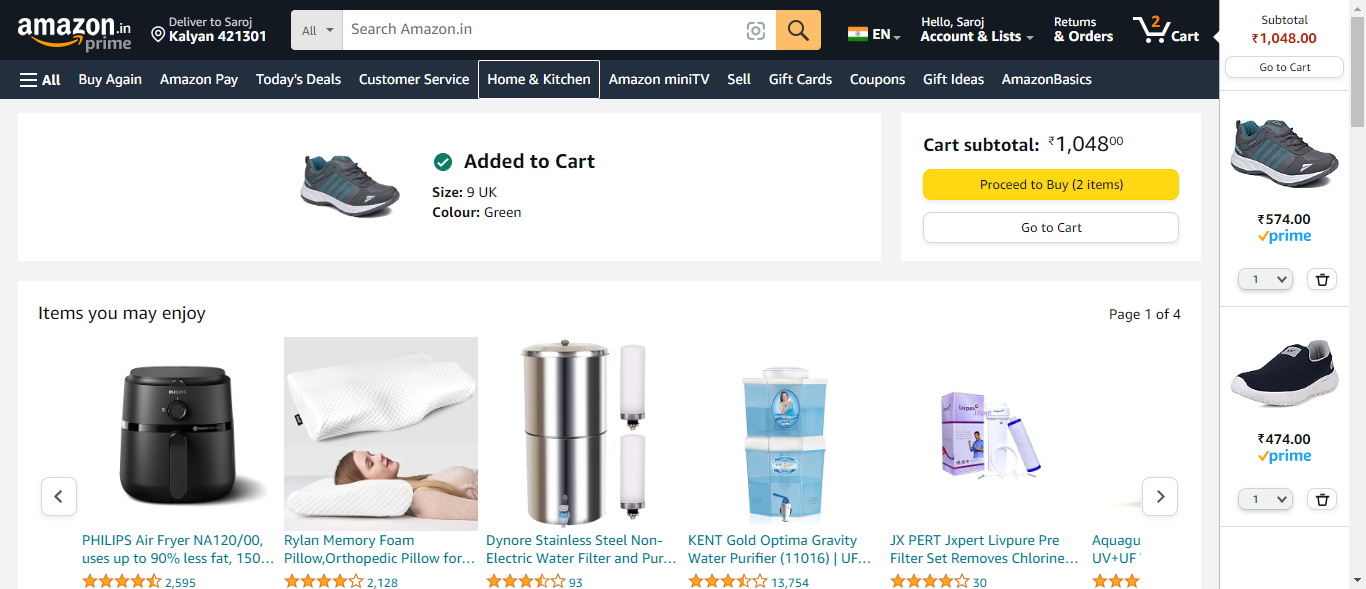 amazon.in
prime
Deliver to Saroj
Kalyan 421301
All
Search Amazon.in
EN
Hello, Saroj
Account & Lists
Returns
& Orders
2
Cart
All
Buy Again
Amazon Pay
Today's Deals
Customer Service
Home & Kitchen
Amazon miniTV
Sell
Gift Cards
Coupons
Gift Ideas
AmazonBasics
Added to Cart
Size: 9 UK
Colour: Green
Cart subtotal: ₹1,04800
Proceed to Buy (2 items)
Go to Cart
Items you may enjoy
Page 1 of 4
PHILIPS
PHILIPS Air Fryer NA120/00,
uses up to 90% less fat, 150...
2,595
Rylan Memory Foam
Pillow,Orthopedic Pillow for...
2,128
Dynore Stainless Steel Non-
Electric Water Filter and Pur...
93
KENT Gold Optima Gravity
Water Purifier (11016) | UF...
13,754
Livpure
JX PERT Jxpert Livpure Pre
Filter Set Removes Chlorine...
30
Aquagu
UV+UF
Subtotal
₹1,048.00
Go to Cart
₹574.00
prime
1
₹474.00
prime
1